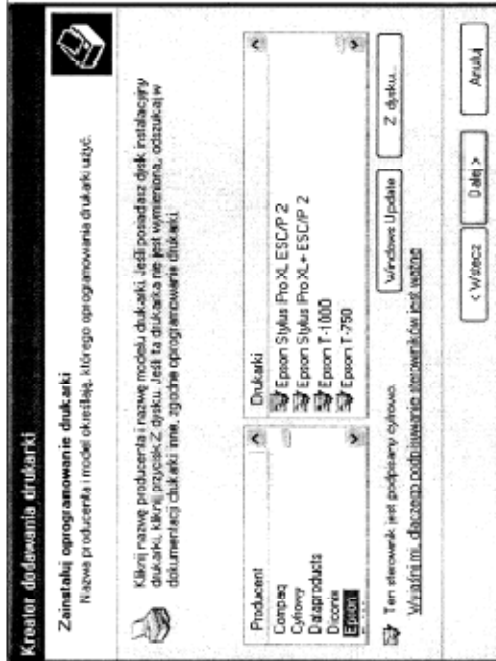 Kreator dodawania drukarki
Zainstaluj oprogramowanie drukarki
Nazwa producenta i model określają, którego oprogramowania drukarki użyć.
Kliknij nazwę producenta i nazwę modelu drukarki. Jeśli posiadasz dysk instalacyjny
drukarki, kliknij przycisk Z dysku. Jeśli ta drukarka nie jest wymieniona, odszukaj w
dokumentacji drukarki inne, zgodne oprogramowanie drukarki.
Producent
Compaq
Cyfrowy
Dataproducts
Diconix
Epson
Drukarki
Epson Stylus Pro XL ESC/P 2
Epson Stylus Pro XL+ ESC/P 2
Epson T-1000
Epson T-750
Ten sterownik jest podpisany cyfrowo.
Wyjaśnij mi, dlaczego podpisywanie sterowników jest ważne
Windows Update
Z dysku...
< Wstecz
Dalej >
Anuluj